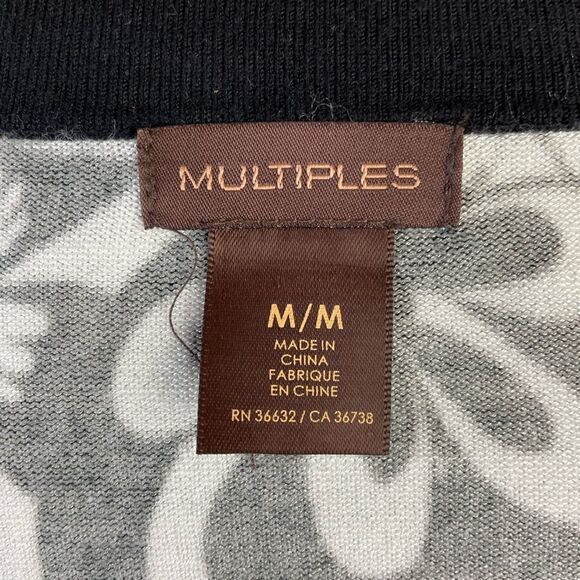 MULTIPLES
M/M
MADE IN
CHINA
FABRIQUE
EN CHINE
RN 36632 / CA 36738